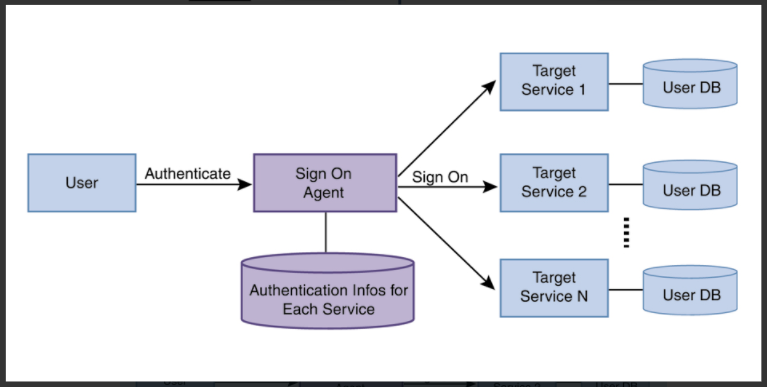 Target
Service 1
User DB
User
Authenticate
Sign On
Agent
Sign On
Target
Service 2
User DB
Authentication Infos for
Each Service
Target
Service N
User DB